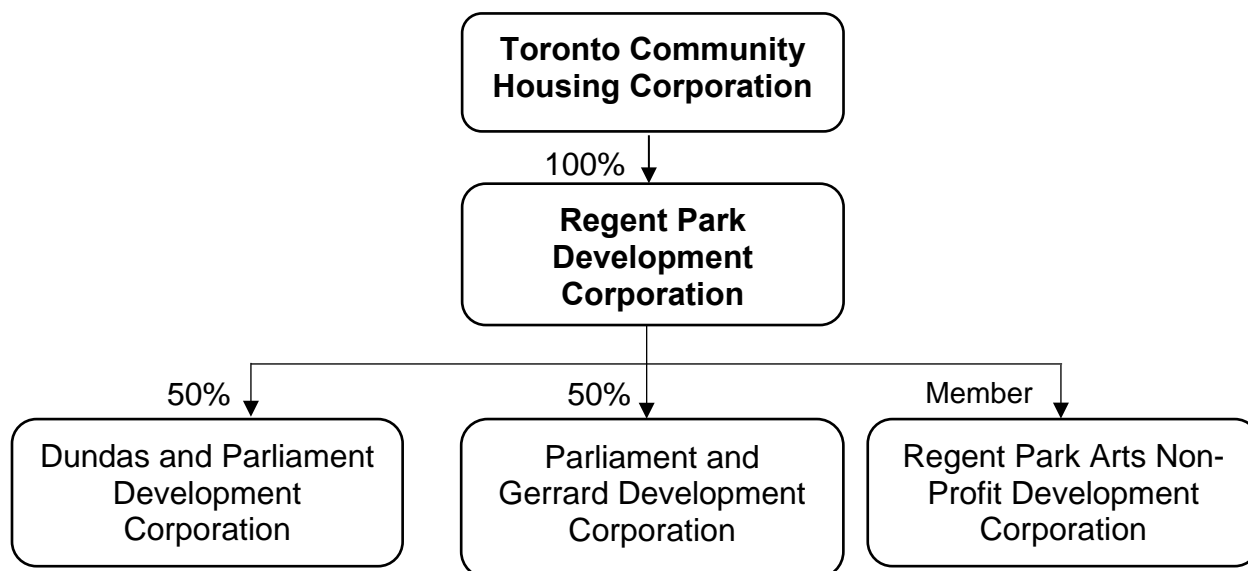 Toronto Community
Housing Corporation
100%
Regent Park
Development
Corporation
50%
50%
Member
Dundas and Parliament
Development
Corporation
Parliament and
Gerrard Development
Corporation
Regent Park Arts Non-
Profit Development
Corporation